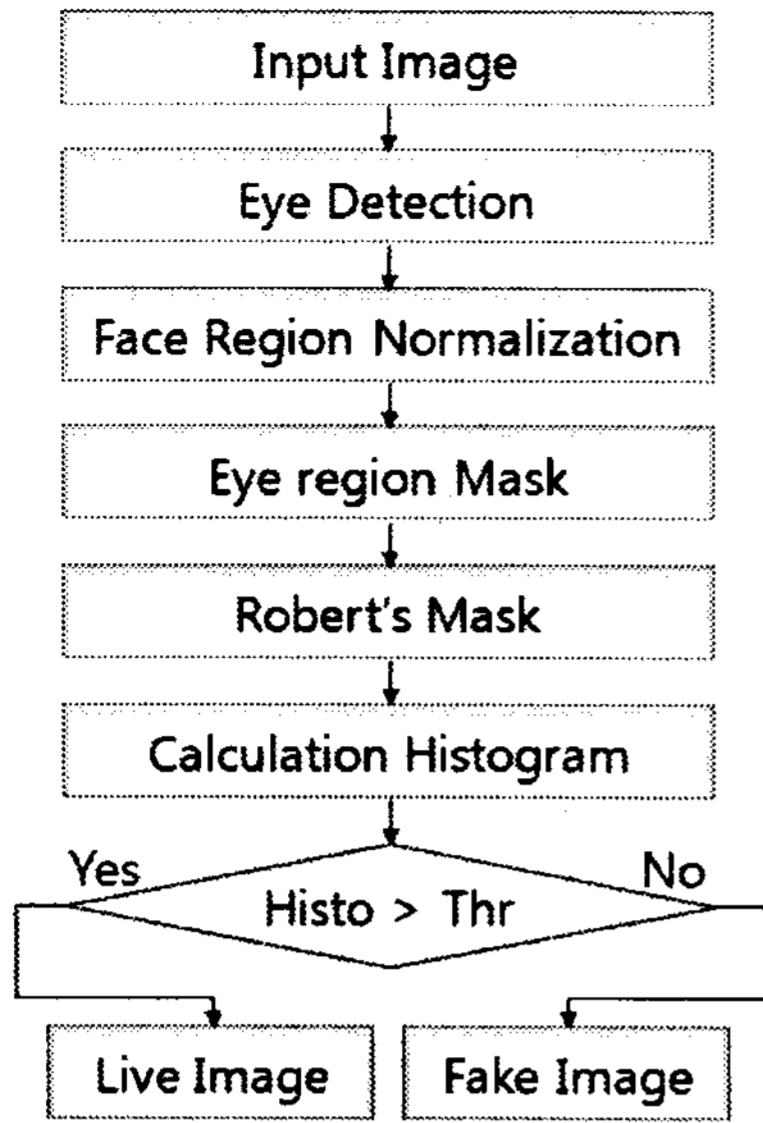 Input Image
Eye Detection
Face Region Normalization
Eye region Mask
Robert's Mask
Calculation Histogram
Yes
No
Histo > Thr
Live Image
Fake Image